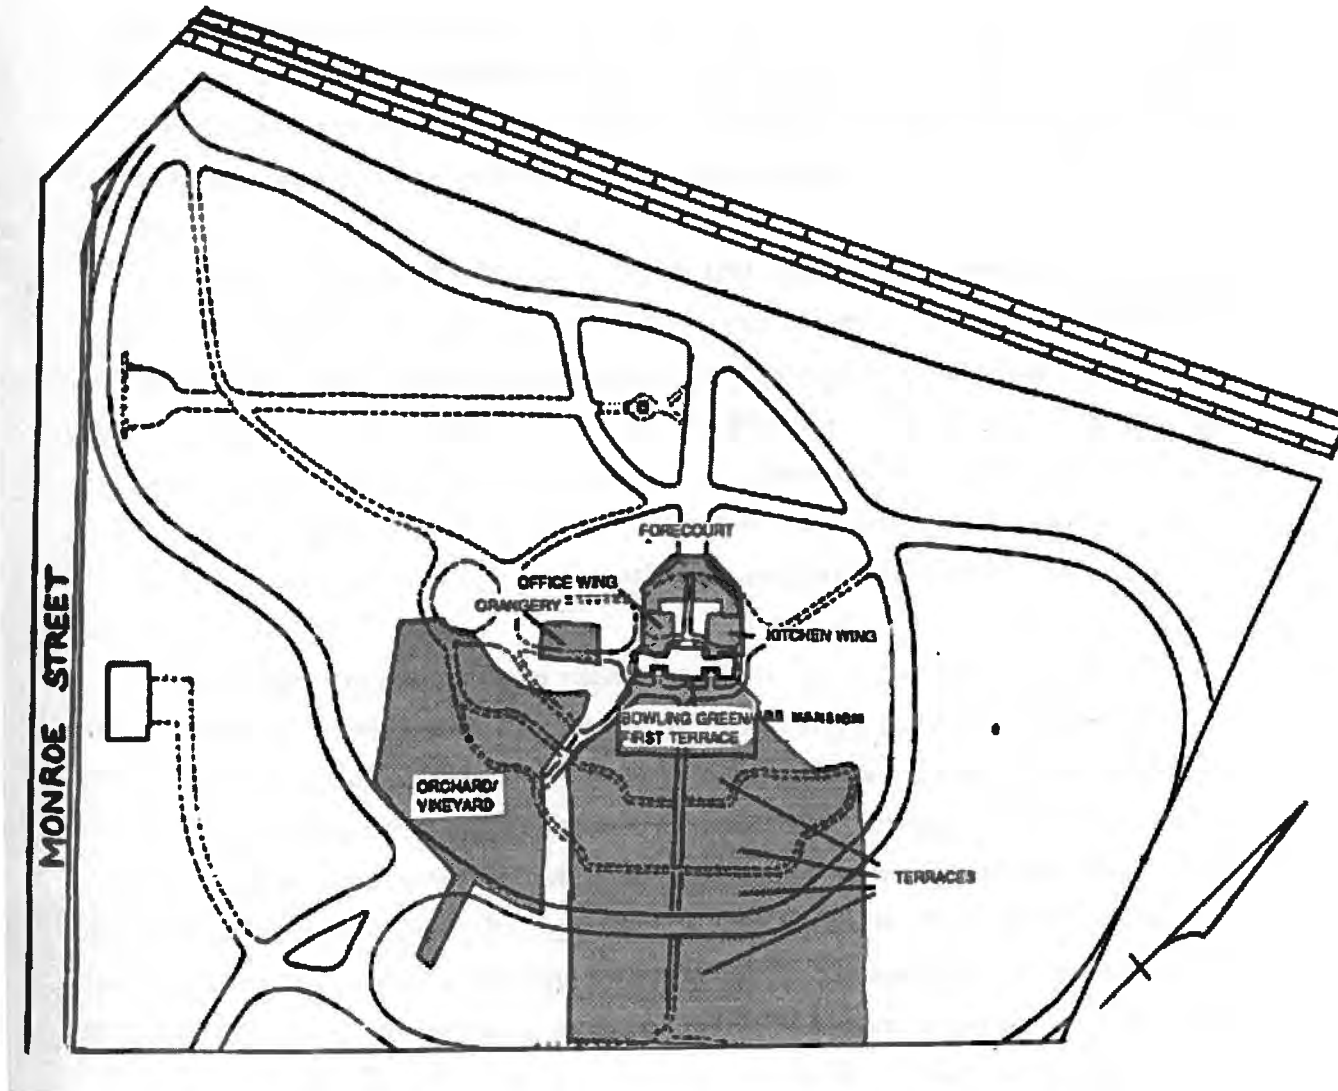 FORECOURT
OFFICE WING
ORANGERY
KITCHEN WING
BOWLING GREEN/
FIRST TERRACE
MANSION
ORCHARD/
VINEYARD
TERRACES
MONROE STREET